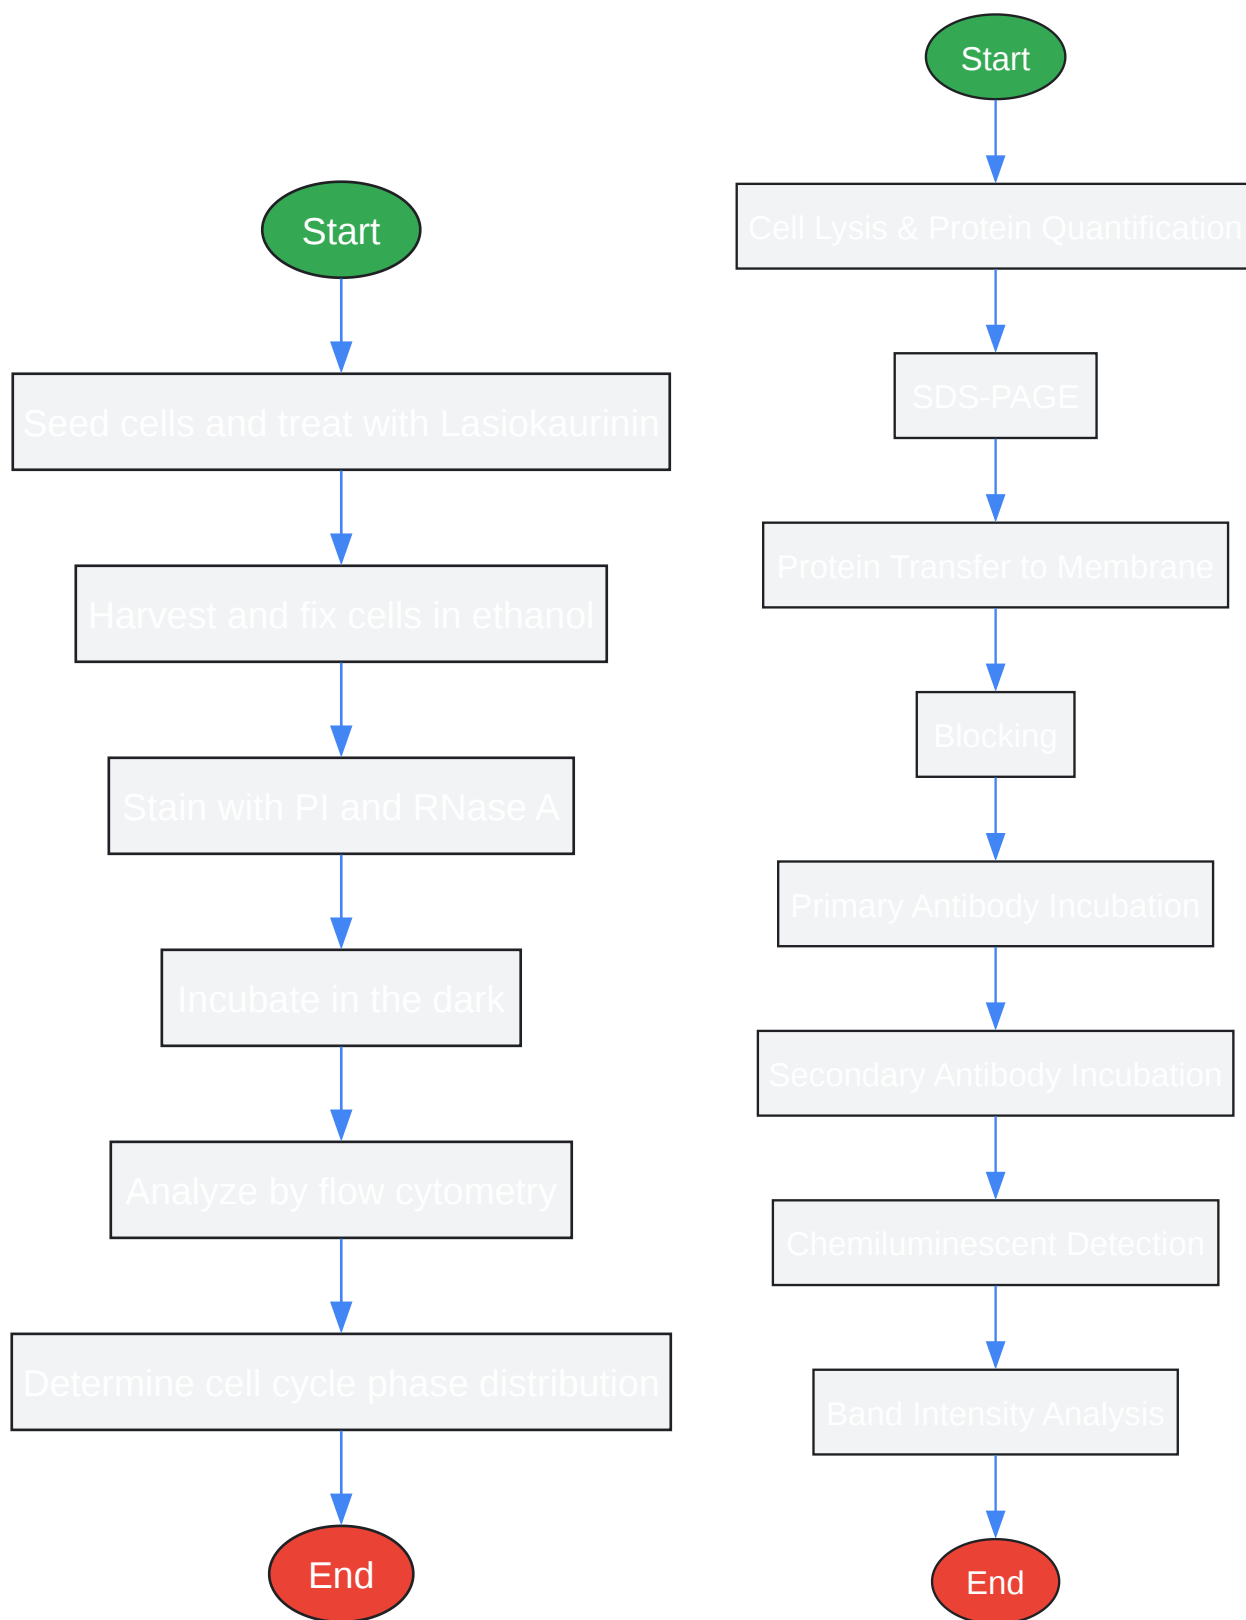 Start
Seed cells and treat with Lasiokaurinin
Harvest and fix cells in ethanol
Stain with PI and RNase A
Incubate in the dark
Analyze by flow cytometry
Determine cell cycle phase distribution
End
Start
Cell Lysis & Protein Quantification
SDS-PAGE
Protein Transfer to Membrane
Blocking
Primary Antibody Incubation
Secondary Antibody Incubation
Chemiluminescent Detection
Band Intensity Analysis
End